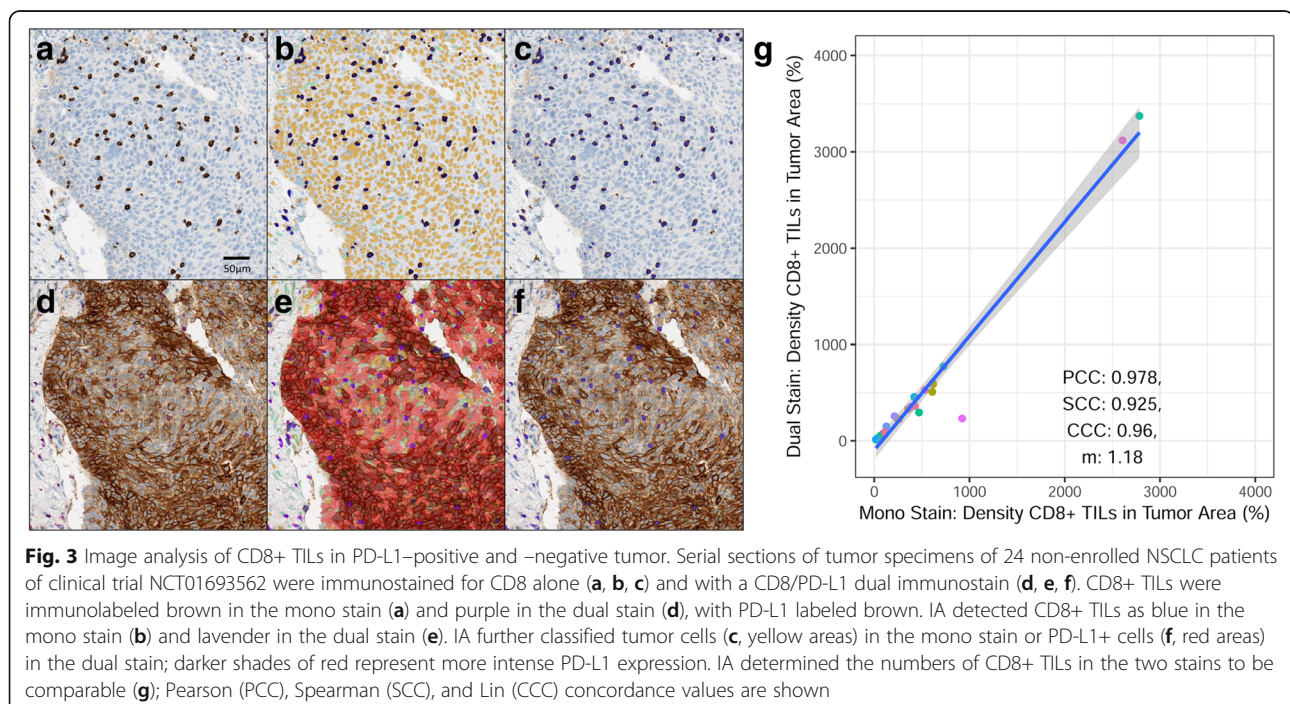 a
b
c
50µm
d
e
f
g
Dual Stain: Density CD8+ TILs in Tumor Area (%)
4000
3000
2000
1000
0
PCC: 0.978,
SCC: 0.925,
CCC: 0.96,
m: 1.18
0 1000 2000 3000 4000
Mono Stain: Density CD8+ TILs in Tumor Area (%)
Fig. 3 Image analysis of CD8+ TILs in PD-L1–positive and –negative tumor. Serial sections of tumor specimens of 24 non-enrolled NSCLC patients
of clinical trial NCT01693562 were immunostained for CD8 alone (a, b, c) and with a CD8/PD-L1 dual immunostain (d, e, f). CD8+ TILs were
immunolabeled brown in the mono stain (a) and purple in the dual stain (d), with PD-L1 labeled brown. IA detected CD8+ TILs as blue in the
mono stain (b) and lavender in the dual stain (e). IA further classified tumor cells (c, yellow areas) in the mono stain or PD-L1+ cells (f, red areas)
in the dual stain; darker shades of red represent more intense PD-L1 expression. IA determined the numbers of CD8+ TILs in the two stains to be
comparable (g); Pearson (PCC), Spearman (SCC), and Lin (CCC) concordance values are shown